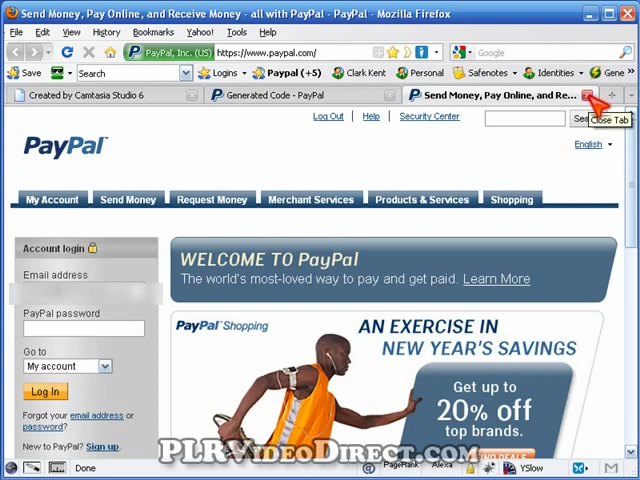 Send Money, Pay Online, and Receive Money - all with PayPal - PayPal - Mozilla Firefox
File Edit View History Bookmarks Yahoo! Tools Help
PayPal, Inc. (US) https://www.paypal.com/ Google
Save Search Logins Paypal (+5) Clark Kent Personal Safenotes Identities Gene
Created by Camtasia Studio 6 Generated Code - PayPal Send Money, Pay Online, and Re...
Close Tab
Log Out Help Security Center
PayPal
English
My Account Send Money Request Money Merchant Services Products & Services Shopping
Account login
Email address
PayPal password
Go to
My account
Log In
Forgot your email address or
password?
New to PayPal? Sign up.
WELCOME TO PayPal
The world's most-loved way to pay and get paid. Learn More
PayPal Shopping
AN EXERCISE IN
NEW YEAR'S SAVINGS
Get up to
20% off
top brands.
FIND DEALS
PLRVideoDirect.com
Done PageRank Alexa YSlow